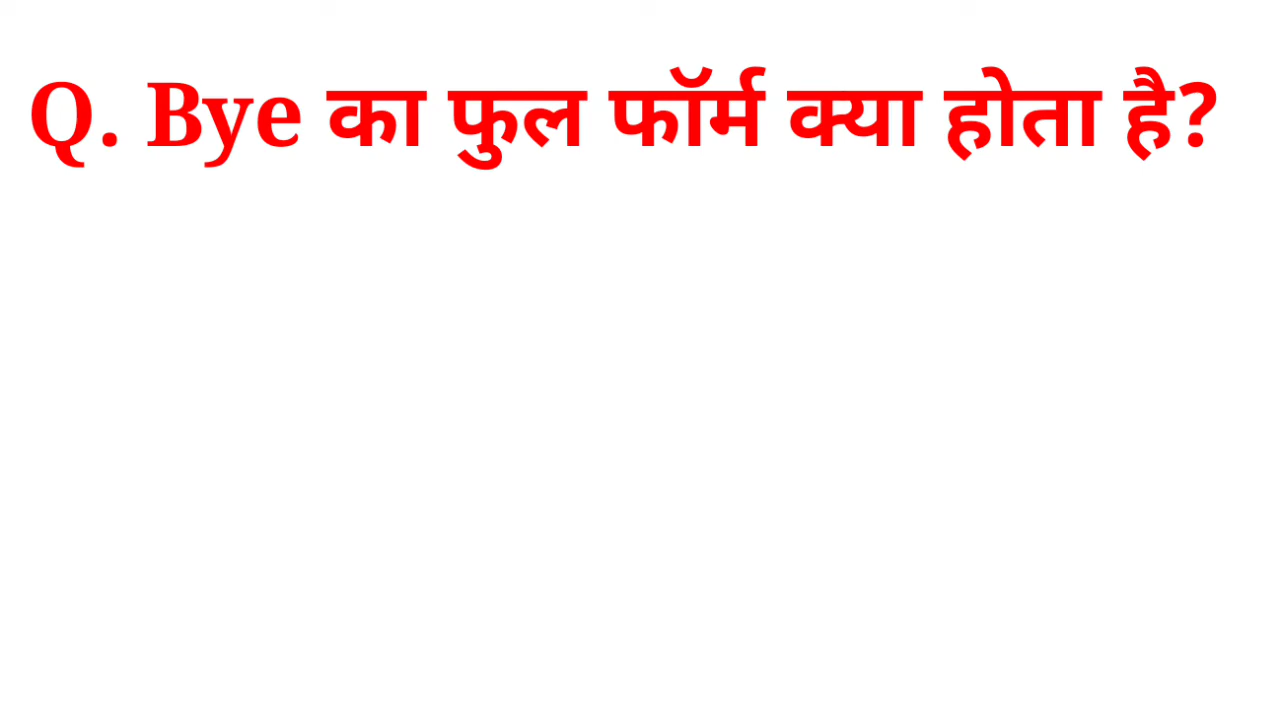 Q. Bye का फुल फॉर्म क्या होता है?